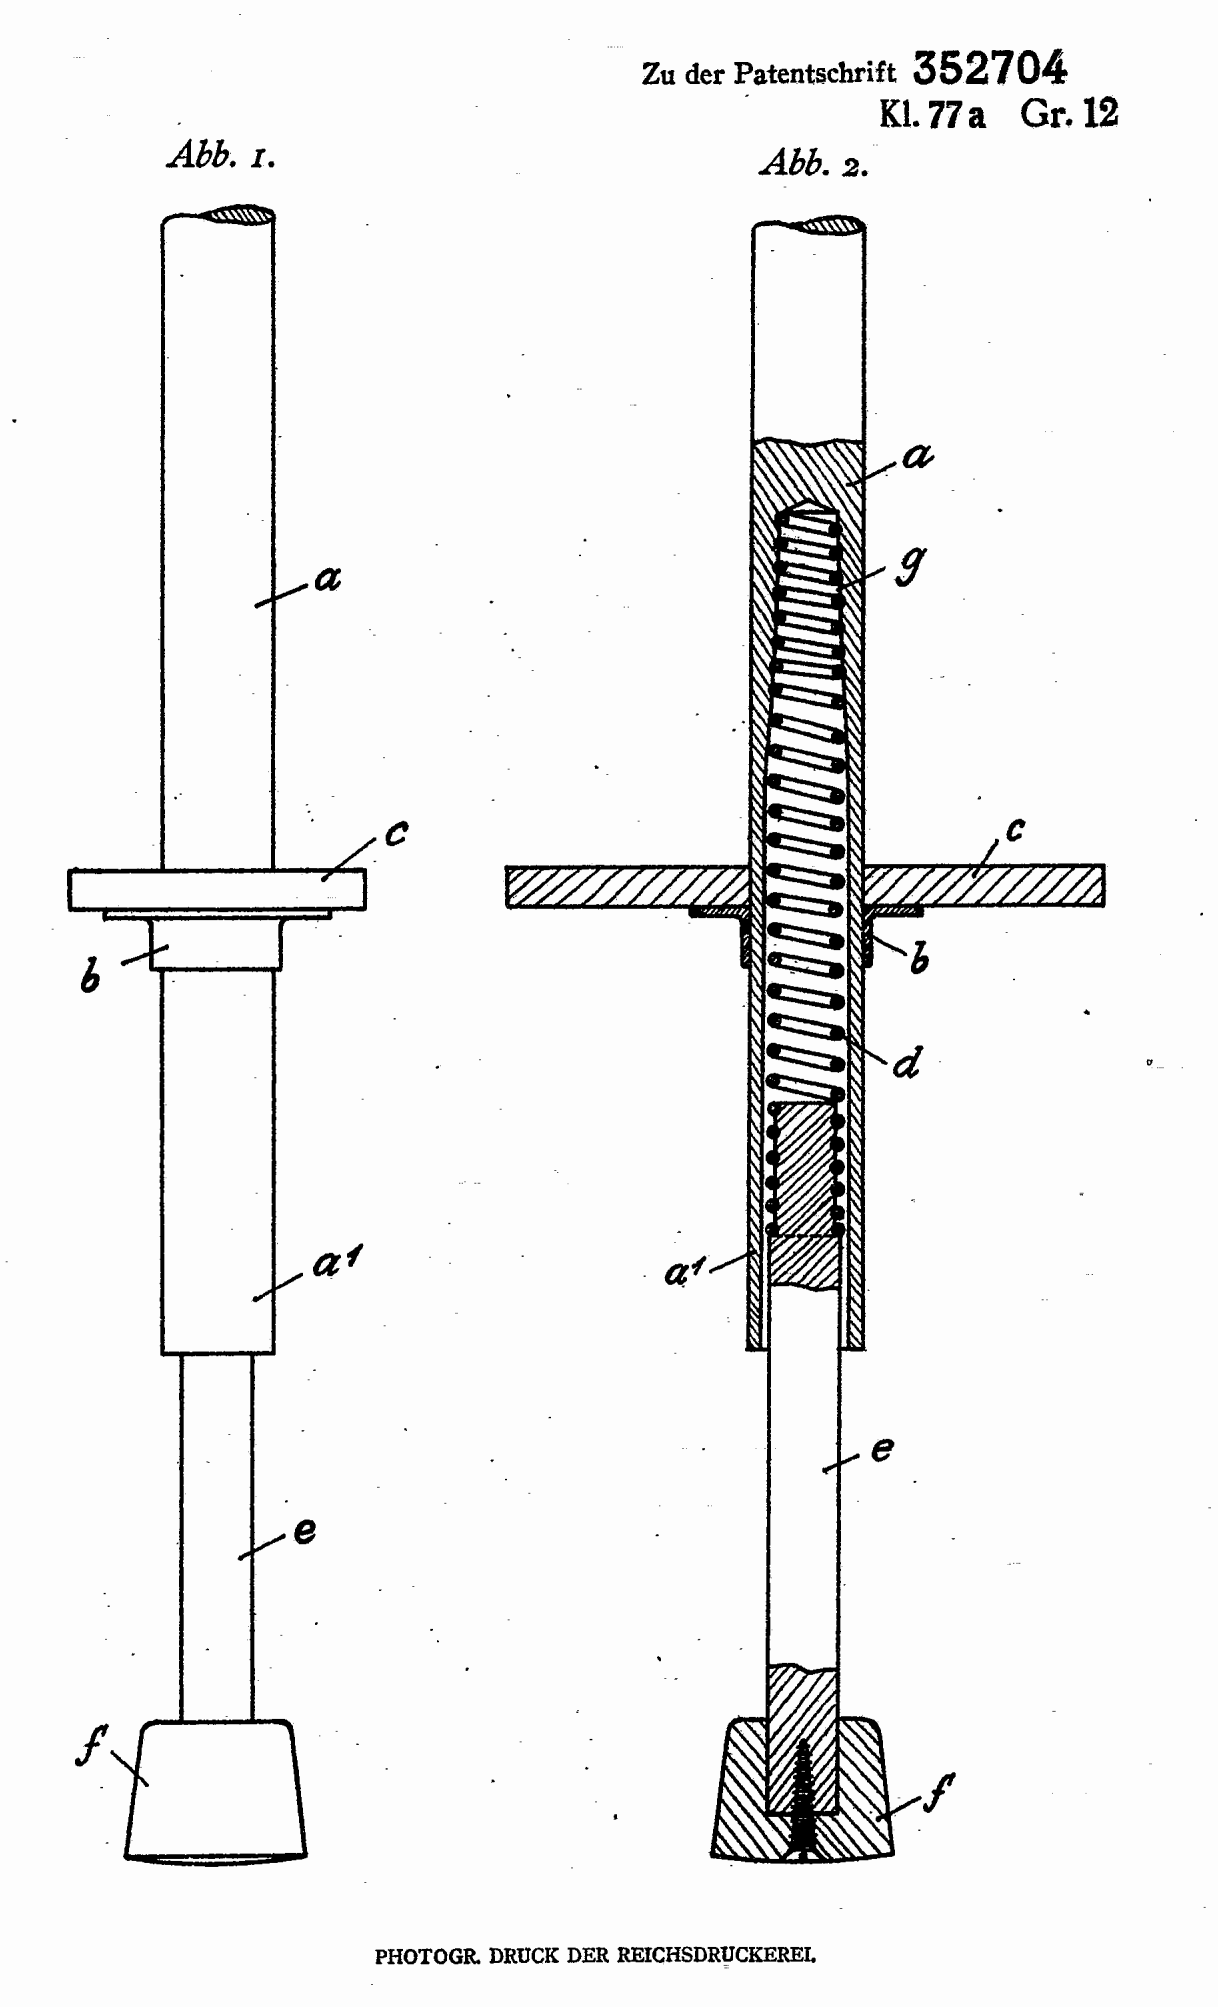 Zu der Patentschrift 352704
Kl. 77a Gr. 12
Abb. 1.
Abb. 2.
a
g
a
c
c
b
b
d
a1
a1
e
e
f
f
PHOTOGR. DRUCK DER REICHSDRUCKEREI.